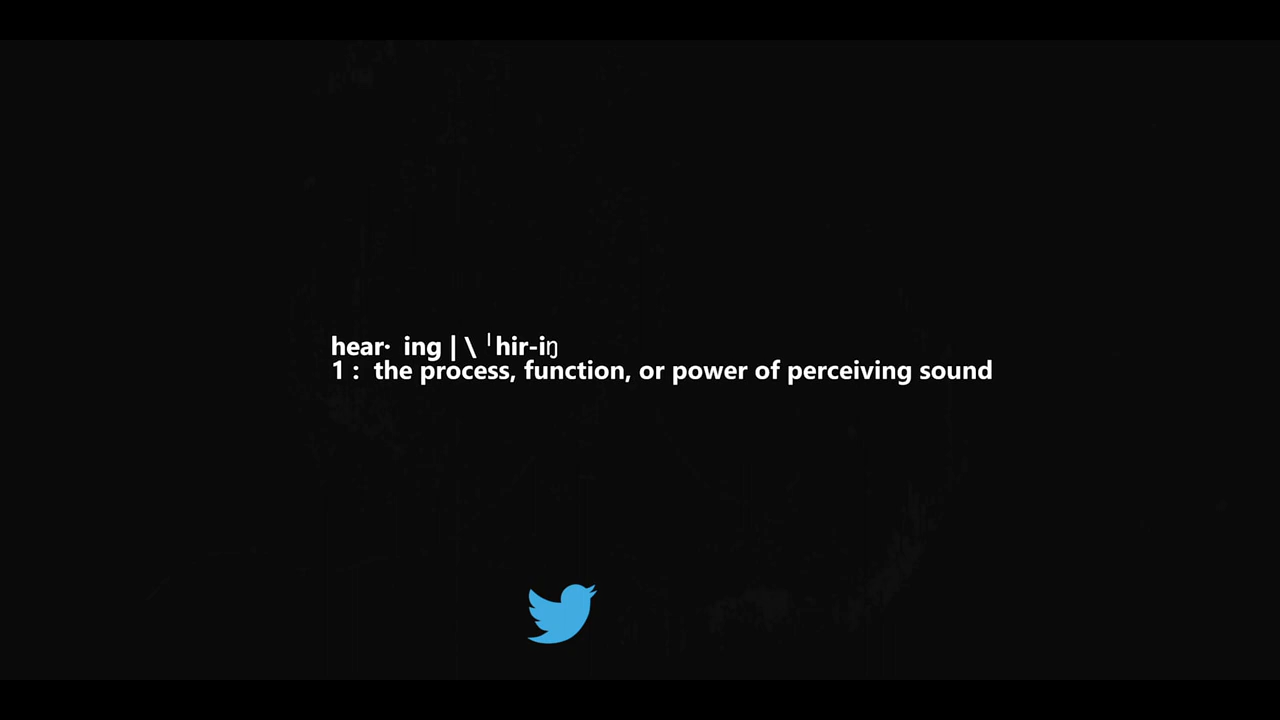 hear· ing | \ ˈhir-iŋ
1 : the process, function, or power of perceiving sound